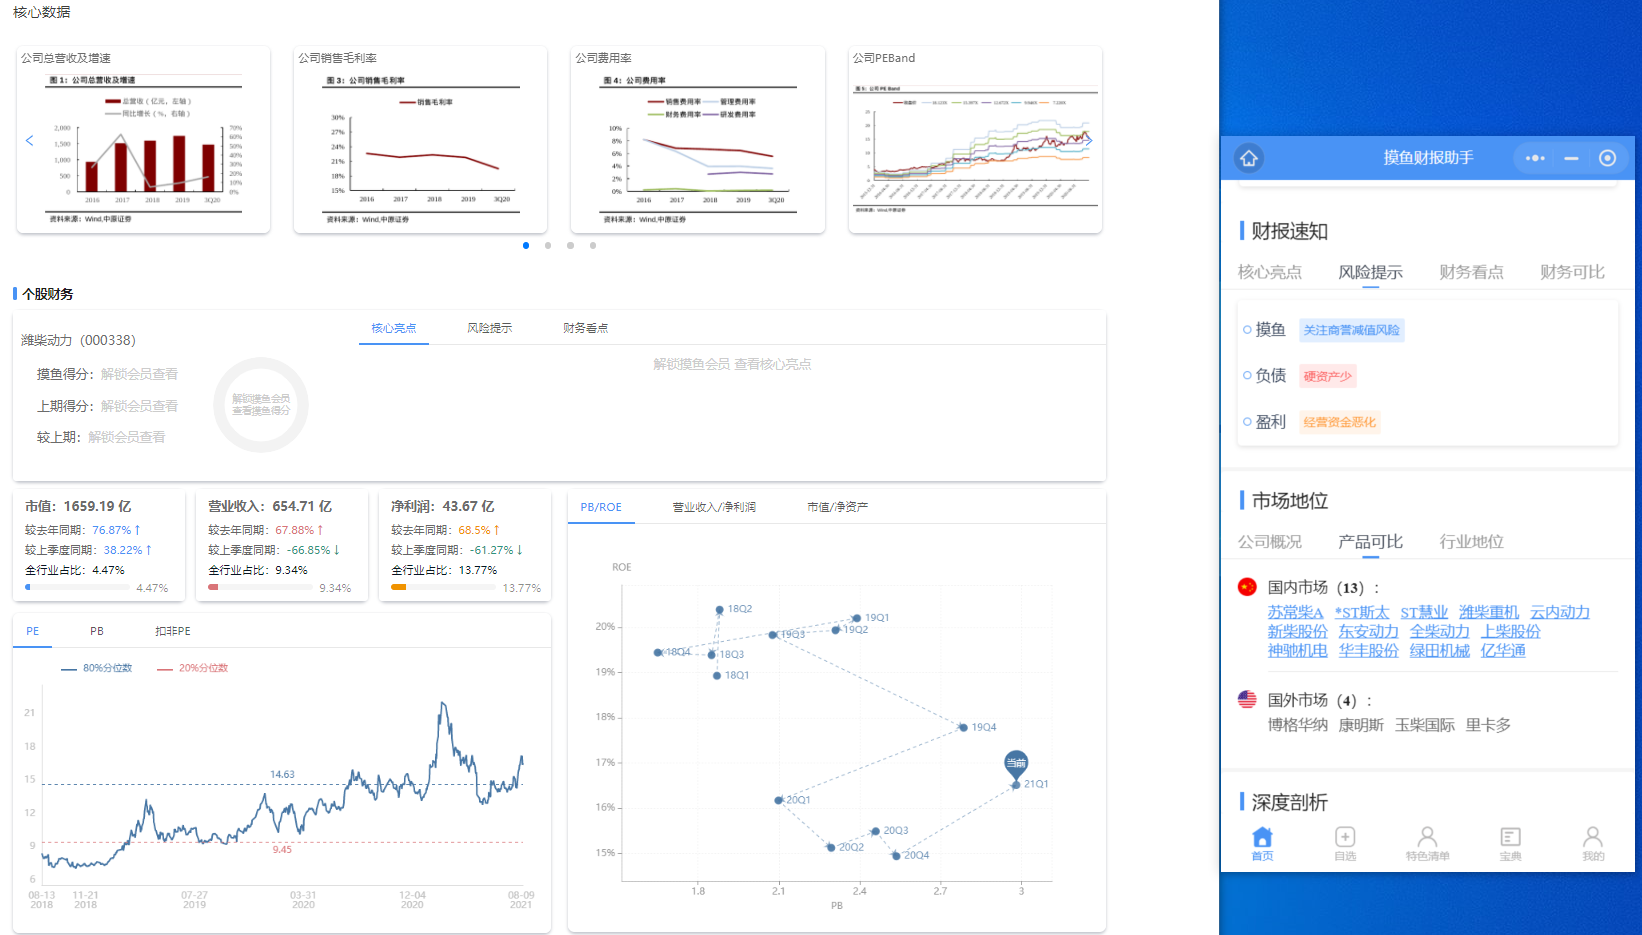 核心数据
公司总营收及增速
图 1：公司总营收及增速
总营收（亿元，左轴）
同比增长（%，右轴）
2,000
1,500
1,000
500
0
70%
60%
50%
40%
30%
20%
10%
0%
2016 2017 2018 2019 3Q20
资料来源：Wind,中原证券
公司销售毛利率
图 3：公司销售毛利率
销售毛利率
30%
27%
24%
21%
18%
15%
2016 2017 2018 2019 3Q20
资料来源：Wind,中原证券
公司费用率
图 4：公司费用率
销售费用率 管理费用率
财务费用率 研发费用率
10%
8%
6%
4%
2%
0%
2016 2017 2018 2019 3Q20
资料来源：Wind,中原证券
公司PEBand
图 5：公司 PE Band
资料来源：Wind,中原证券
个股财务
潍柴动力（000338）
摸鱼得分：解锁会员查看
上期得分：解锁会员查看
较上期：解锁会员查看
解锁摸鱼会员
查看摸鱼得分
核心亮点 风险提示 财务看点
解锁摸鱼会员 查看核心亮点
市值：1659.19 亿
较去年同期：76.87%↑
较上季度同期：38.22%↑
全行业占比：4.47%
4.47%
营业收入：654.71 亿
较去年同期：67.88%↑
较上季度同期：-66.85%↓
全行业占比：9.34%
9.34%
净利润：43.67 亿
较去年同期：68.5%↑
较上季度同期：-61.27%↓
全行业占比：13.77%
13.77%
PE PB 扣非PE
80%分位数 20%分位数
21
18
15
12
9
6
14.63
9.45
08-13 11-21 07-27 03-31 12-04 08-09
2018 2018 2019 2020 2020 2021
PB/ROE 营业收入/净利润 市值/净资产
ROE
20%
19%
18%
17%
16%
15%
18Q2
19Q1
19Q2
19Q3
18Q4
18Q3
18Q1
19Q4
当前
21Q1
20Q1
20Q3
20Q2
20Q4
1.8 2.1 2.4 2.7 3
PB
摸鱼财报助手
财报速知
核心亮点 风险提示 财务看点 财务可比
摸鱼 关注商誉减值风险
负债 硬资产少
盈利 经营资金恶化
市场地位
公司概况 产品可比 行业地位
国内市场（13）：
苏常柴A *ST斯太 ST慧业 潍柴重机 云内动力
新柴股份 东安动力 全柴动力 上柴股份
神驰机电 华丰股份 绿田机械 亿华通
国外市场（4）：
博格华纳 康明斯 玉柴国际 里卡多
深度剖析
首页 自选 特色清单 宝典 我的